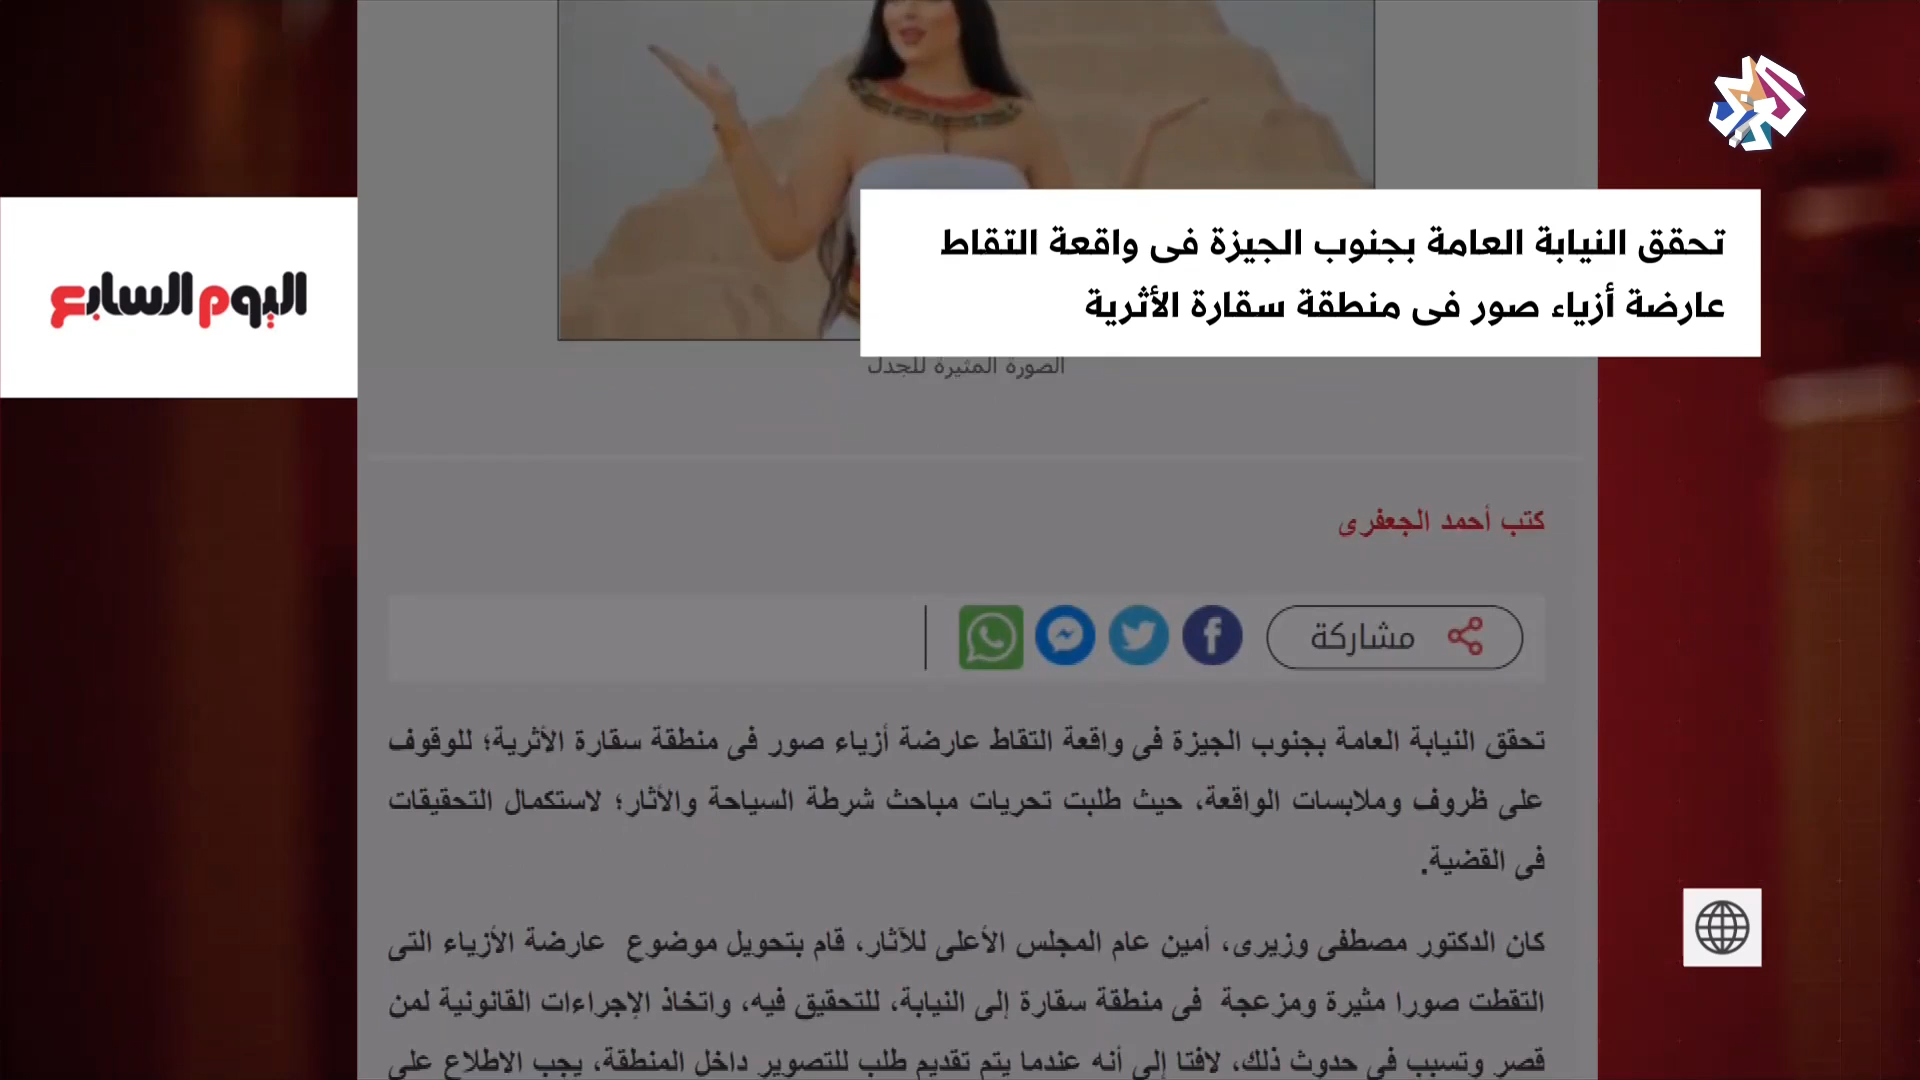 تحقق النيابة العامة بجنوب الجيزة فى واقعة التقاط
عارضة أزياء صور فى منطقة سقارة الأثرية
اليوم السابع
الصورة المثيرة للجدل
كتب أحمد الجعفرى
مشاركة
تحقق النيابة العامة بجنوب الجيزة فى واقعة التقاط عارضة أزياء صور فى منطقة سقارة الأثرية؛ للوقوف
على ظروف وملابسات الواقعة، حيث طلبت تحريات مباحث شرطة السياحة والأثار؛ لاستكمال التحقيقات
فى القضية.
كان الدكتور مصطفى وزيرى، أمين عام المجلس الأعلى للآثار، قام بتحويل موضوع عارضة الأزياء التى
التقطت صورا مثيرة ومزعجة فى منطقة سقارة إلى النيابة، للتحقيق فيه، واتخاذ الإجراءات القانونية لمن
قصر وتسبب فى حدوث ذلك، لافتا إلى أنه عندما يتم تقديم طلب للتصوير داخل المنطقة، يجب الاطلاع على